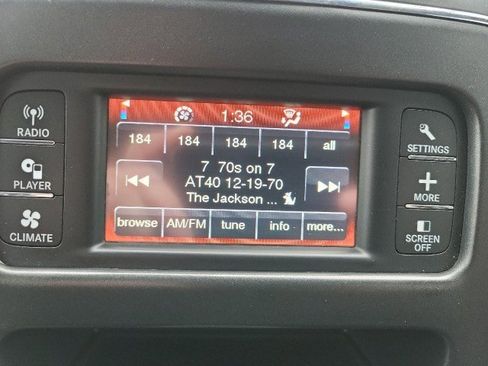 1:36
RADIO
184 184 184 184 all
SETTINGS
7 70s on 7
PLAYER
AT40 12-19-70
MORE
The Jackson ...
CLIMATE
browse AM/FM tune info more...
SCREEN
OFF